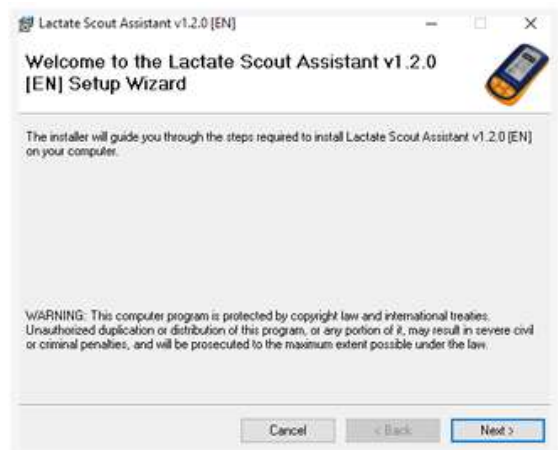 Lactate Scout Assistant v1.2.0 [EN]
Welcome to the Lactate Scout Assistant v1.2.0
[EN] Setup Wizard
The installer will guide you through the steps required to install Lactate Scout Assistant v1.2.0 [EN]
on your computer.
WARNING: This computer program is protected by copyright law and international treaties.
Unauthorized duplication or distribution of this program, or any portion of it, may result in severe civil
or criminal penalties, and will be prosecuted to the maximum extent possible under the law.
Cancel < Back Next >